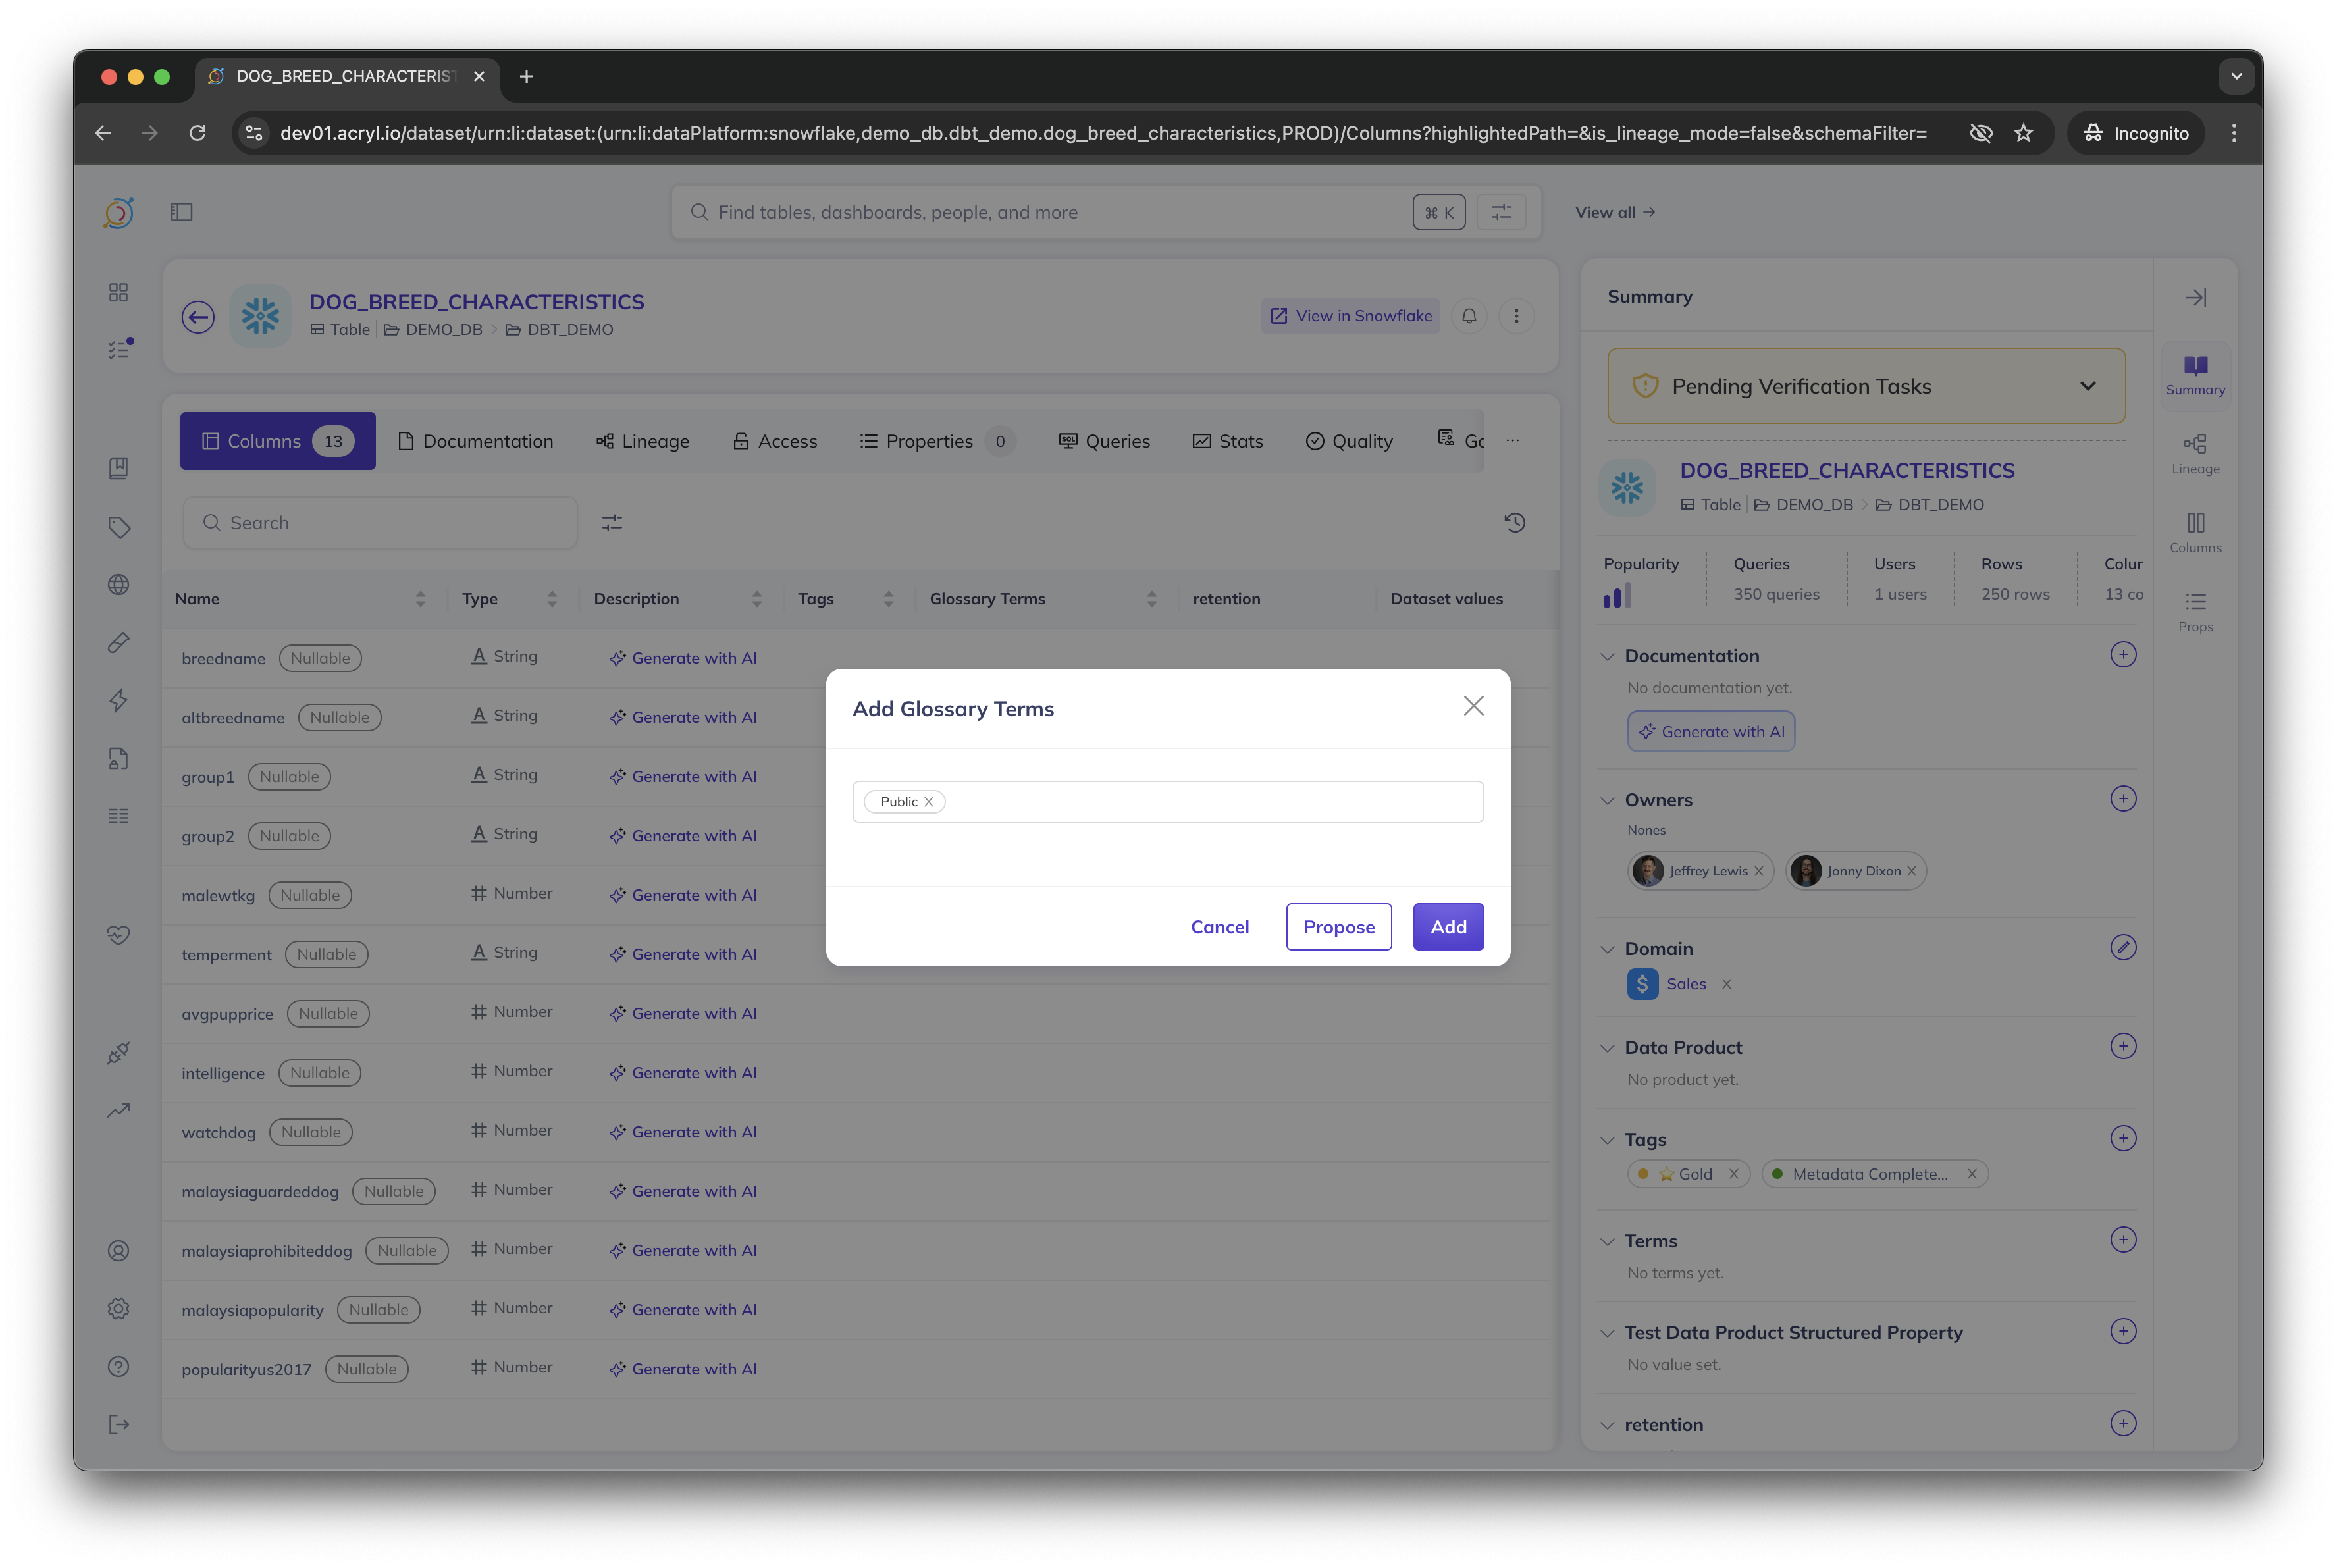 DOG_BREED_CHARACTERIST
dev01.acryl.io/dataset/urn:li:dataset:(urn:li:dataPlatform:snowflake,demo_db.dbt_demo.dog_breed_characteristics,PROD)/Columns?highlightedPath=&is_lineage_mode=false&schemaFilter=
Incognito
Find tables, dashboards, people, and more
⌘ K
View all →
DOG_BREED_CHARACTERISTICS
Table DEMO_DB > DBT_DEMO
View in Snowflake
Columns 13
Documentation
Lineage
Access
Properties 0
Queries
Stats
Quality
Go
...
Search
Name Type Description Tags Glossary Terms retention Dataset values
breedname Nullable String Generate with AI
altbreedname Nullable String Generate with AI
group1 Nullable String Generate with AI
group2 Nullable String Generate with AI
malewtkg Nullable Number Generate with AI
temperment Nullable String Generate with AI
avgpupprice Nullable Number Generate with AI
intelligence Nullable Number Generate with AI
watchdog Nullable Number Generate with AI
malaysiaguardeddog Nullable Number Generate with AI
malaysiaprohibiteddog Nullable Number Generate with AI
malaysiapopularity Nullable Number Generate with AI
popularityus2017 Nullable Number Generate with AI
Add Glossary Terms
Public
Cancel Propose Add
Summary
Pending Verification Tasks
DOG_BREED_CHARACTERISTICS
Table DEMO_DB > DBT_DEMO
Popularity Queries Users Rows Colur
350 queries 1 users 250 rows 13 co
Documentation
No documentation yet.
Generate with AI
Owners
Nones
Jeffrey Lewis Jonny Dixon
Domain
$ Sales
Data Product
No product yet.
Tags
Gold Metadata Complete...
Terms
No terms yet.
Test Data Product Structured Property
No value set.
retention
Summary
Lineage
Columns
Props